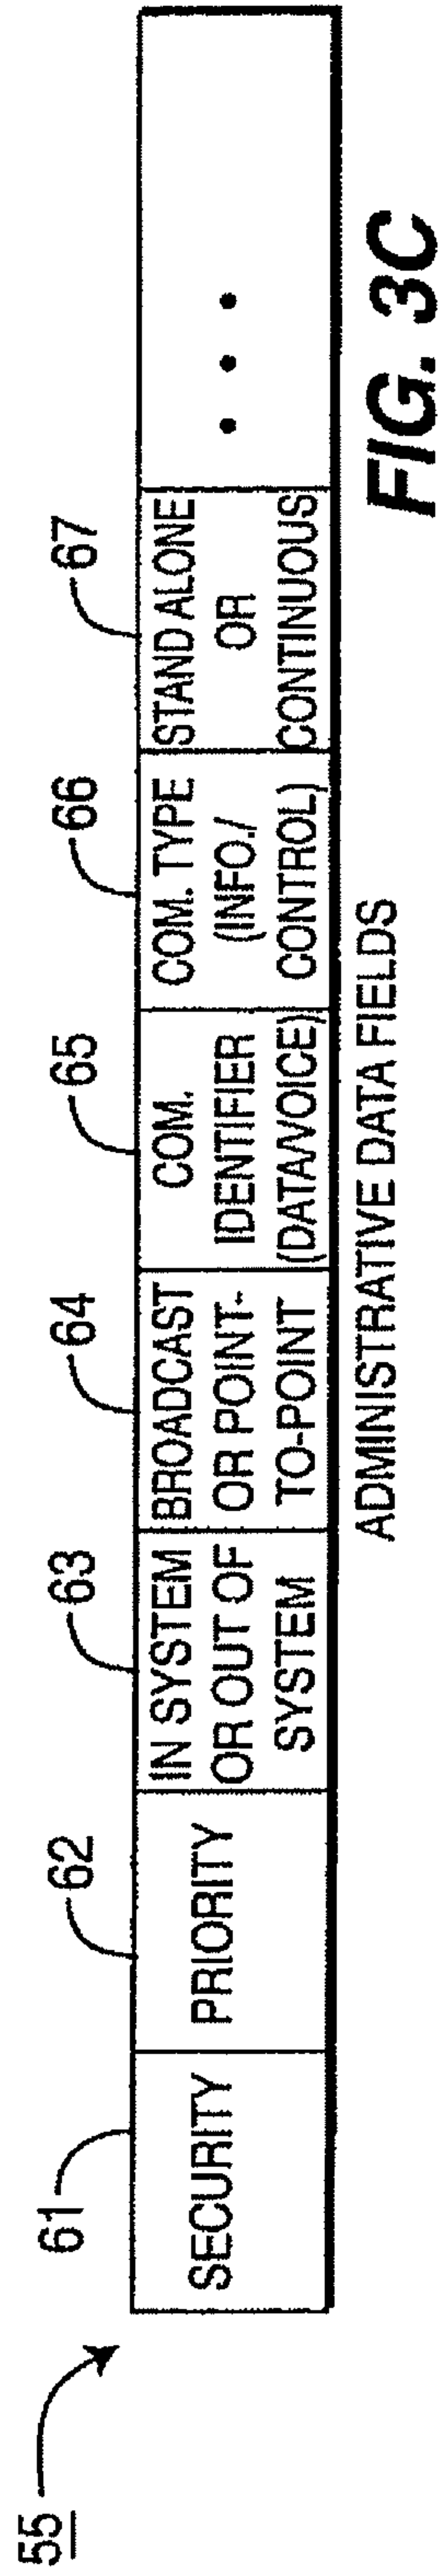 55
61
62
63
64
65
66
67
SECURITY
PRIORITY
IN SYSTEM
OR OUT OF
SYSTEM
BROADCAST
OR POINT-
TO-POINT
COM.
IDENTIFIER
(DATA/VOICE)
COM. TYPE
(INFO./
CONTROL)
STAND ALONE
OR
CONTINUOUS
• • •
ADMINISTRATIVE DATA FIELDS
FIG. 3C